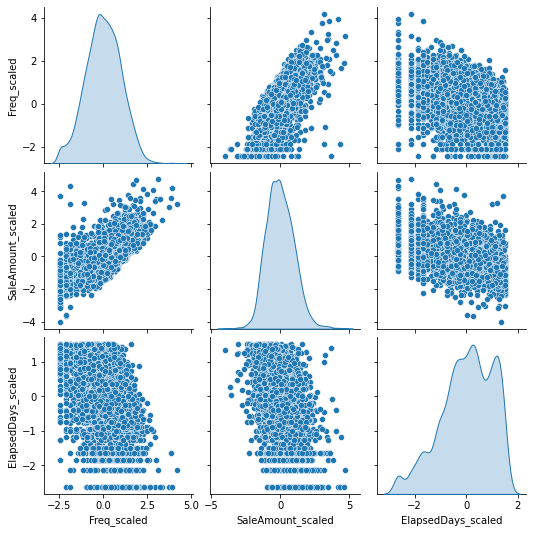 4
2
0
−2
Freq_scaled
4
2
0
−2
−4
SaleAmount_scaled
1
0
−1
−2
ElapsedDays_scaled
−2.5 0.0 2.5 5.0
−5 0 5
−2 0 2
Freq_scaled
SaleAmount_scaled
ElapsedDays_scaled